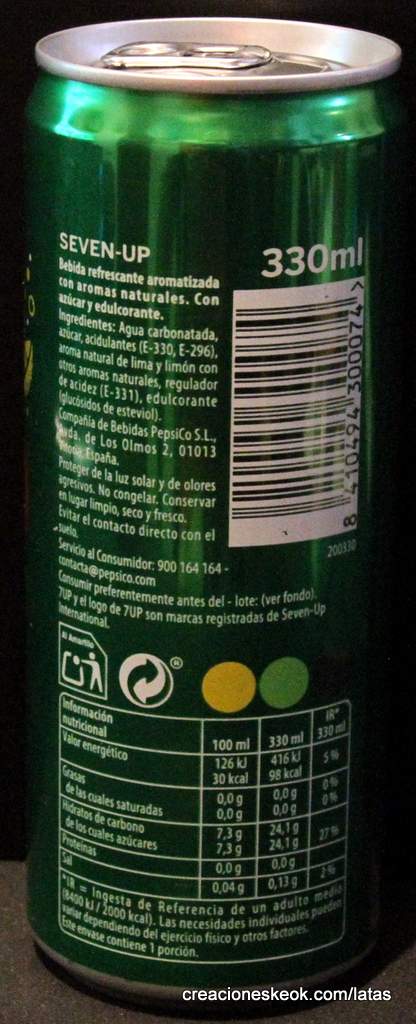 SEVEN-UP
Bebida refrescante aromatizada
con aromas naturales. Con
azúcar y edulcorante.
Ingredientes: Agua carbonatada,
azúcar, acidulantes (E-330, E-296),
aroma natural de lima y limón con
otros aromas naturales, regulador
de acidez (E-331), edulcorante
(glucósidos de esteviol).
Compañía de Bebidas PepsiCo S.L.,
Avda. de Los Olmos 2, 01013
Vitoria, España.
Proteger de la luz solar y de olores
agresivos. No congelar. Conservar
en lugar limpio, seco y fresco.
Evitar el contacto directo con el
suelo.
Servicio al Consumidor: 900 164 164 -
contacta@pepsico.com
Consumir preferentemente antes del - lote: (ver fondo).
7UP y el logo de 7UP son marcas registradas de Seven-Up
International.
330ml
8 410494 300074 >
200330
Al Amarillo
®
Información
nutricional 100 ml 330 ml IR* 330 ml
Valor energético 126 kJ 416 kJ 5 %
30 kcal 98 kcal
Grasas 0,0 g 0,0 g 0 %
de las cuales saturadas 0,0 g 0,0 g 0 %
Hidratos de carbono 7,3 g 24,1 g
de los cuales azúcares 7,3 g 24,1 g 27 %
Proteínas 0,0 g 0,0 g
Sal 0,04 g 0,13 g 2 %
*IR = Ingesta de Referencia de un adulto medio
(8400 kJ / 2000 kcal). Las necesidades individuales pueden
variar dependiendo del ejercicio físico y otros factores.
Este envase contiene 1 porción.
creacioneskeok.com/latas